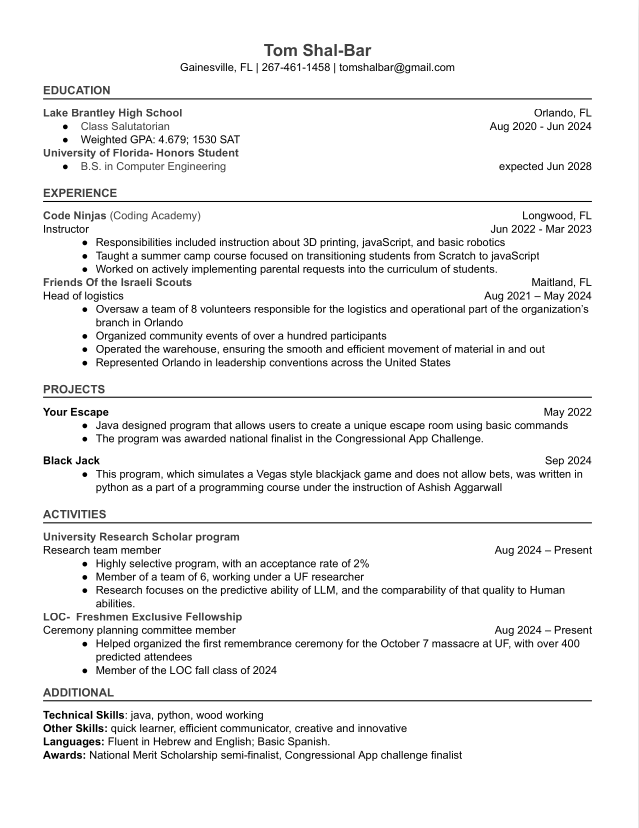 Tom Shal-Bar
Gainesville, FL | 267-461-1458 | tomshalbar@gmail.com
EDUCATION
Lake Brantley High School Orlando, FL
● Class Salutatorian Aug 2020 - Jun 2024
● Weighted GPA: 4.679; 1530 SAT
University of Florida- Honors Student
● B.S. in Computer Engineering expected Jun 2028
EXPERIENCE
Code Ninjas (Coding Academy) Longwood, FL
Instructor Jun 2022 - Mar 2023
● Responsibilities included instruction about 3D printing, javaScript, and basic robotics
● Taught a summer camp course focused on transitioning students from Scratch to javaScript
● Worked on actively implementing parental requests into the curriculum of students.
Friends Of the Israeli Scouts Maitland, FL
Head of logistics Aug 2021 – May 2024
● Oversaw a team of 8 volunteers responsible for the logistics and operational part of the organization's
branch in Orlando
● Organized community events of over a hundred participants
● Operated the warehouse, ensuring the smooth and efficient movement of material in and out
● Represented Orlando in leadership conventions across the United States
PROJECTS
Your Escape May 2022
● Java designed program that allows users to create a unique escape room using basic commands
● The program was awarded national finalist in the Congressional App Challenge.
Black Jack Sep 2024
● This program, which simulates a Vegas style blackjack game and does not allow bets, was written in
python as a part of a programming course under the instruction of Ashish Aggarwall
ACTIVITIES
University Research Scholar program
Research team member Aug 2024 – Present
● Highly selective program, with an acceptance rate of 2%
● Member of a team of 6, working under a UF researcher
● Research focuses on the predictive ability of LLM, and the comparability of that quality to Human
abilities.
LOC- Freshmen Exclusive Fellowship
Ceremony planning committee member Aug 2024 – Present
● Helped organized the first remembrance ceremony for the October 7 massacre at UF, with over 400
predicted attendees
● Member of the LOC fall class of 2024
ADDITIONAL
Technical Skills: java, python, wood working
Other Skills: quick learner, efficient communicator, creative and innovative
Languages: Fluent in Hebrew and English; Basic Spanish.
Awards: National Merit Scholarship semi-finalist, Congressional App challenge finalist